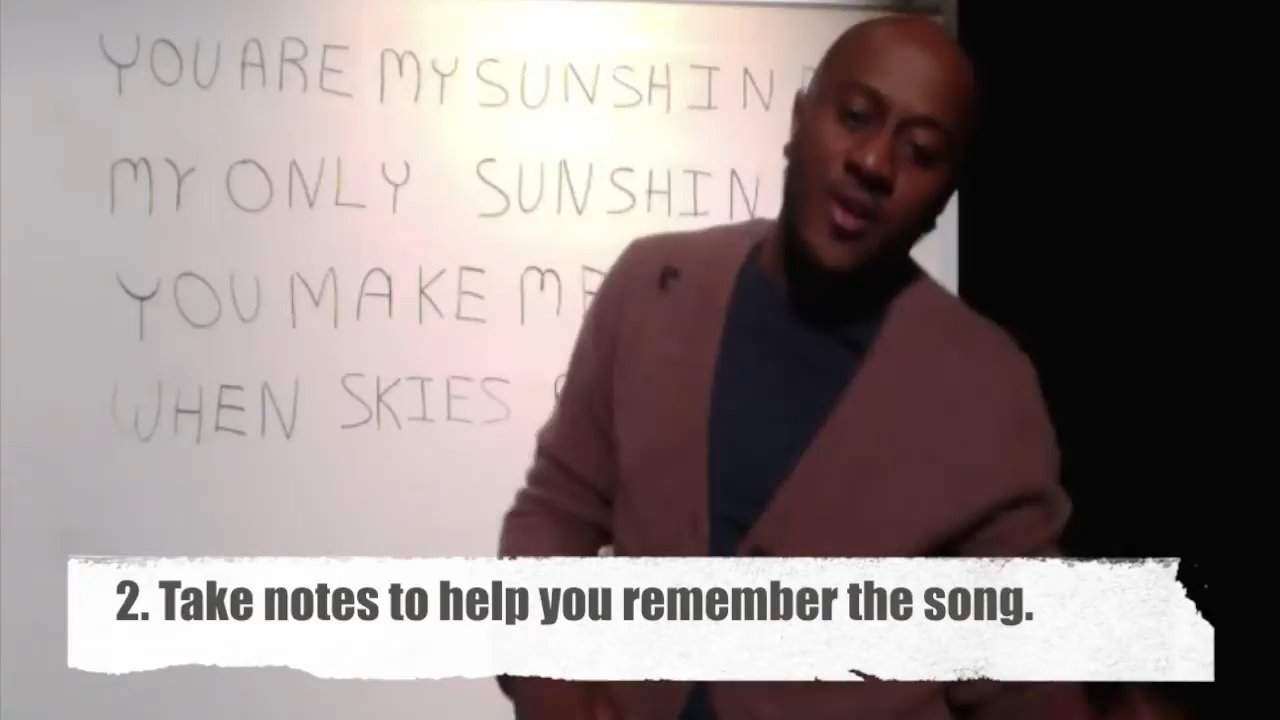 YOU ARE MY SUNSHIN
MY ONLY SUNSHIN
YOU MAKE ME
WHEN SKIES
2. Take notes to help you remember the song.